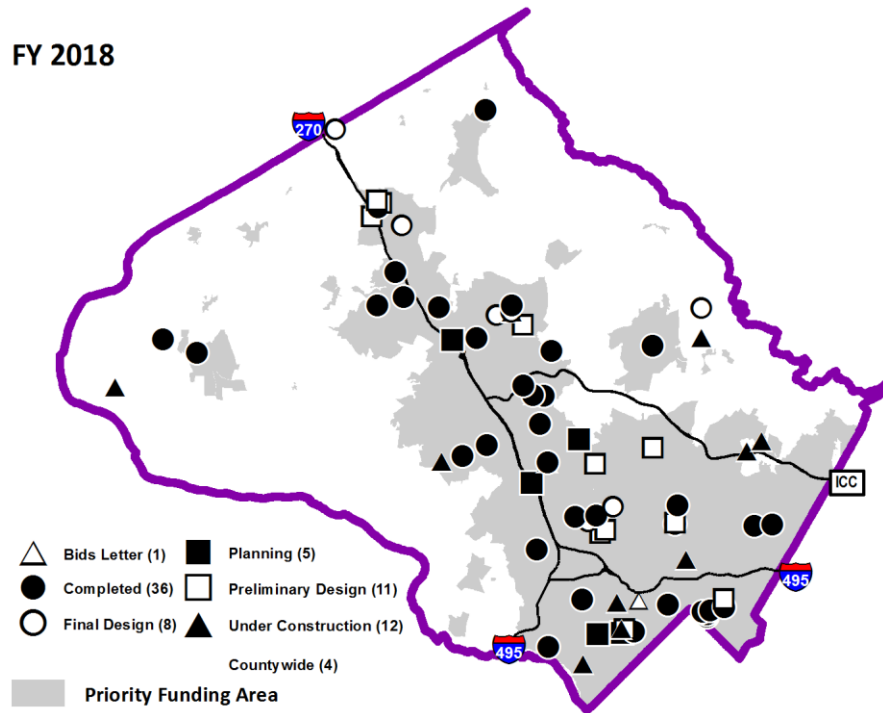 FY 2018
270
ICC
495
495
Bids Letter (1)
Planning (5)
Completed (36)
Preliminary Design (11)
Final Design (8)
Under Construction (12)
Countywide (4)
Priority Funding Area